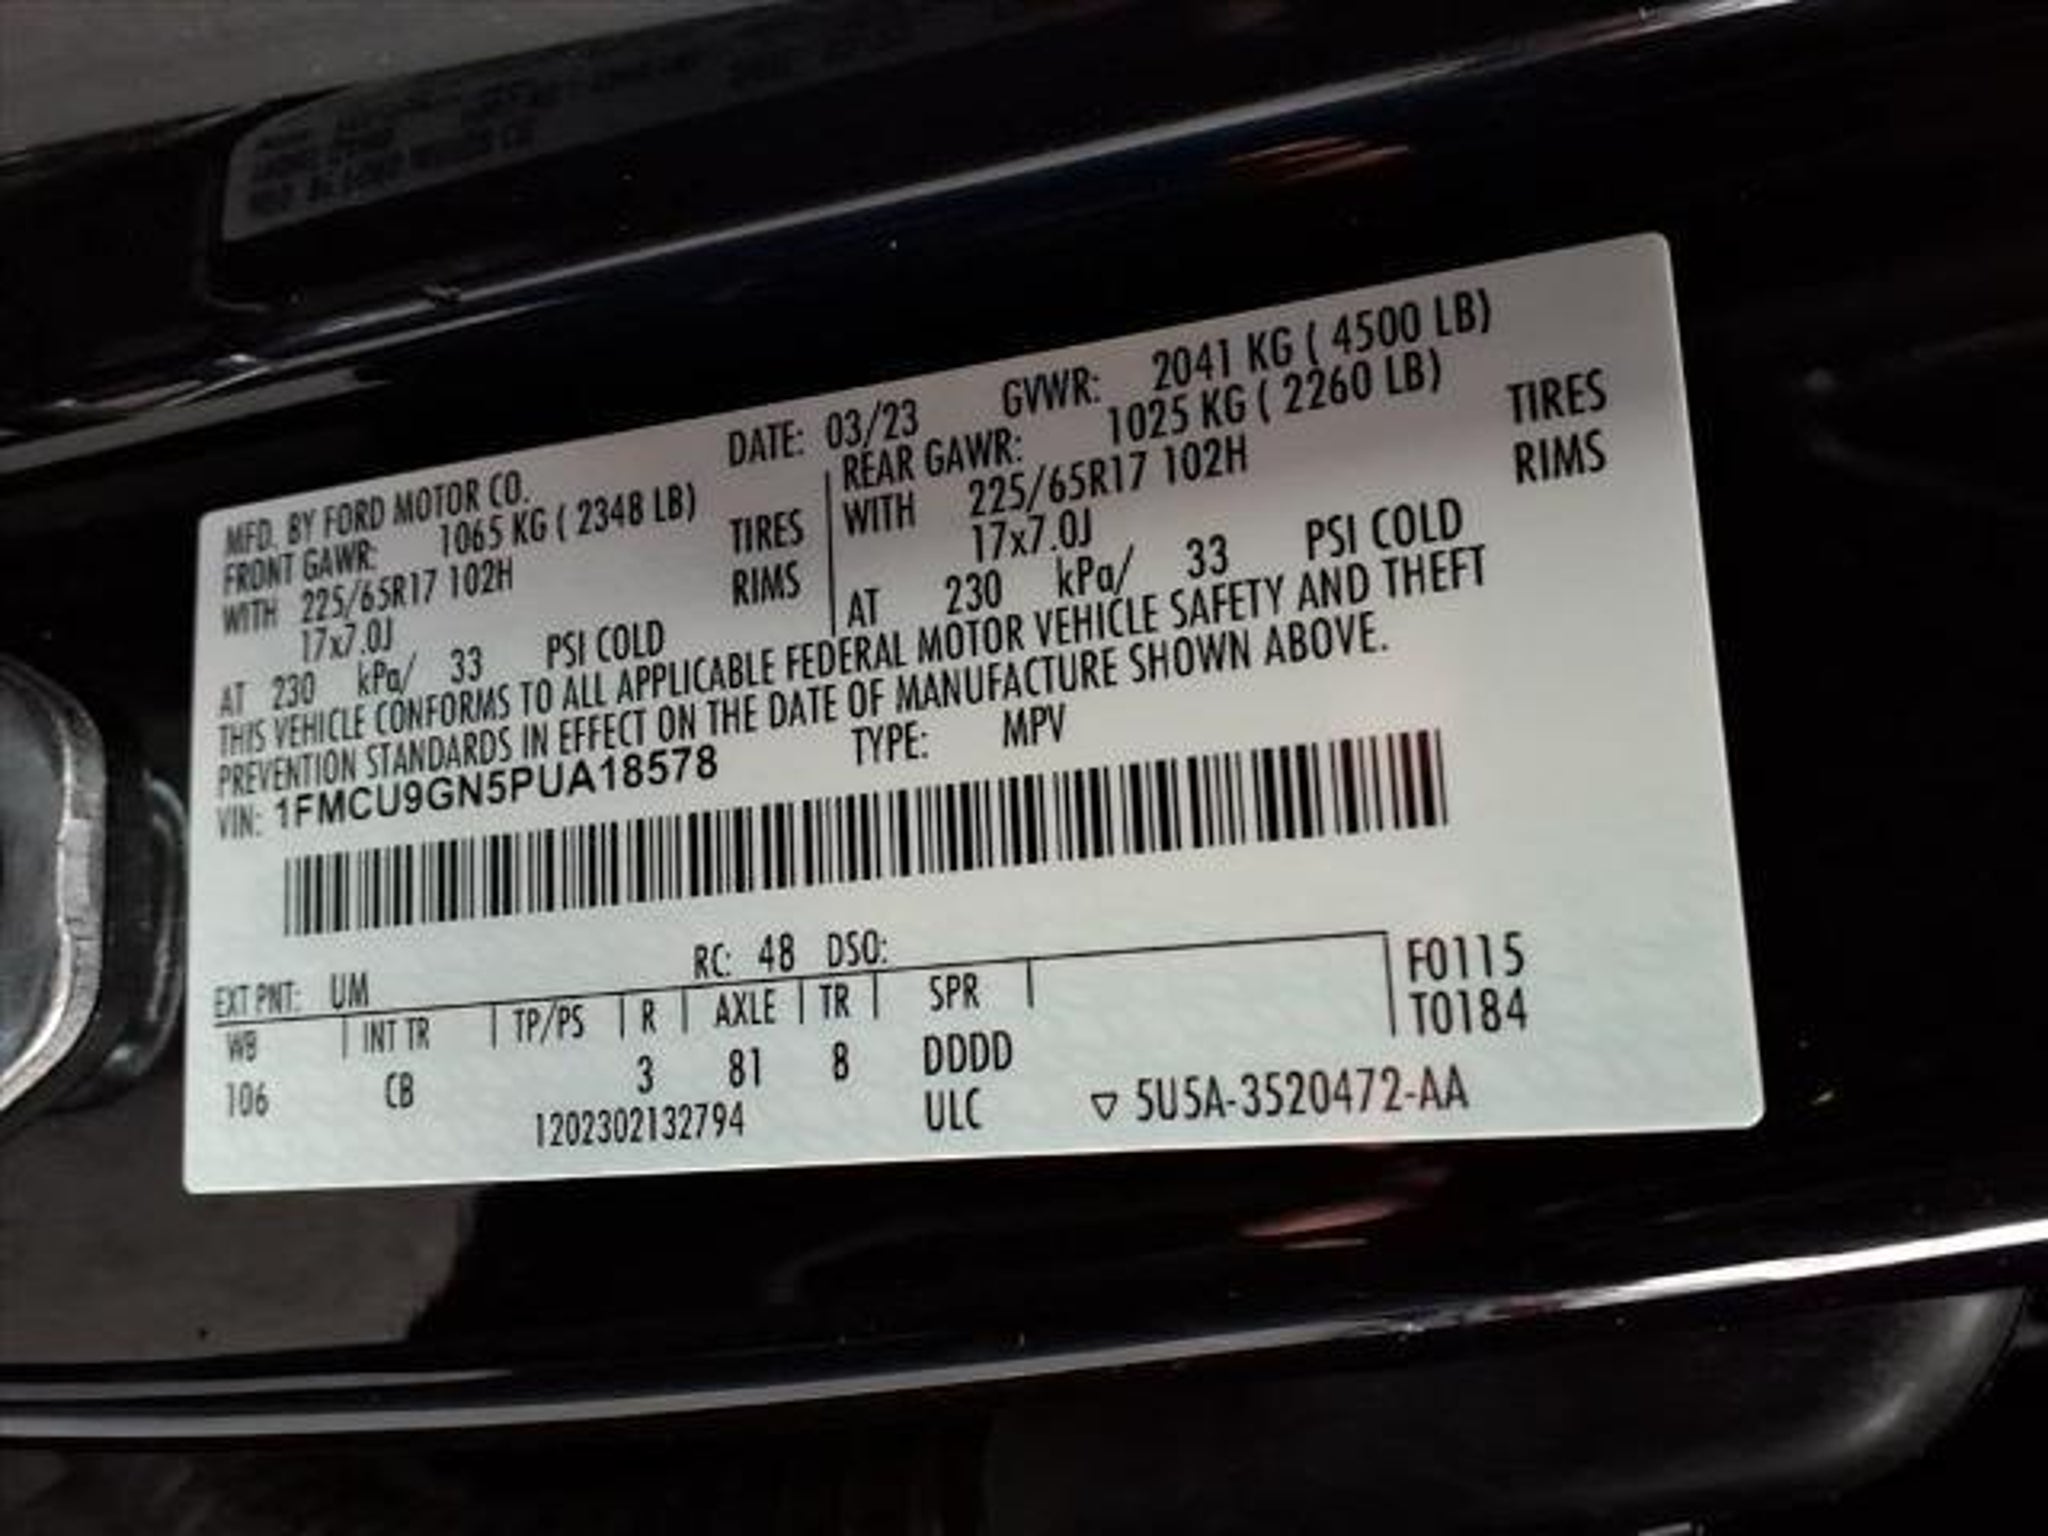 MFD. BY FORD MOTOR CO. DATE: 03/23 GVWR: 2041 KG ( 4500 LB)
FRONT GAWR: 1065 KG ( 2348 LB) REAR GAWR: 1025 KG ( 2260 LB)
WITH 225/65R17 102H TIRES WITH 225/65R17 102H TIRES
17x7.0J RIMS 17x7.0J RIMS
AT 230 kPa/ 33 PSI COLD AT 230 kPa/ 33 PSI COLD
THIS VEHICLE CONFORMS TO ALL APPLICABLE FEDERAL MOTOR VEHICLE SAFETY AND THEFT
PREVENTION STANDARDS IN EFFECT ON THE DATE OF MANUFACTURE SHOWN ABOVE.
VIN: 1FMCU9GN5PUA18578 TYPE: MPV
EXT PNT: UM RC: 48 DSO: F0115
WB INT TR TP/PS R AXLE TR SPR T0184
106 CB 3 81 8 DDDD
1202302132794 ULC ▽ 5U5A-3520472-AA